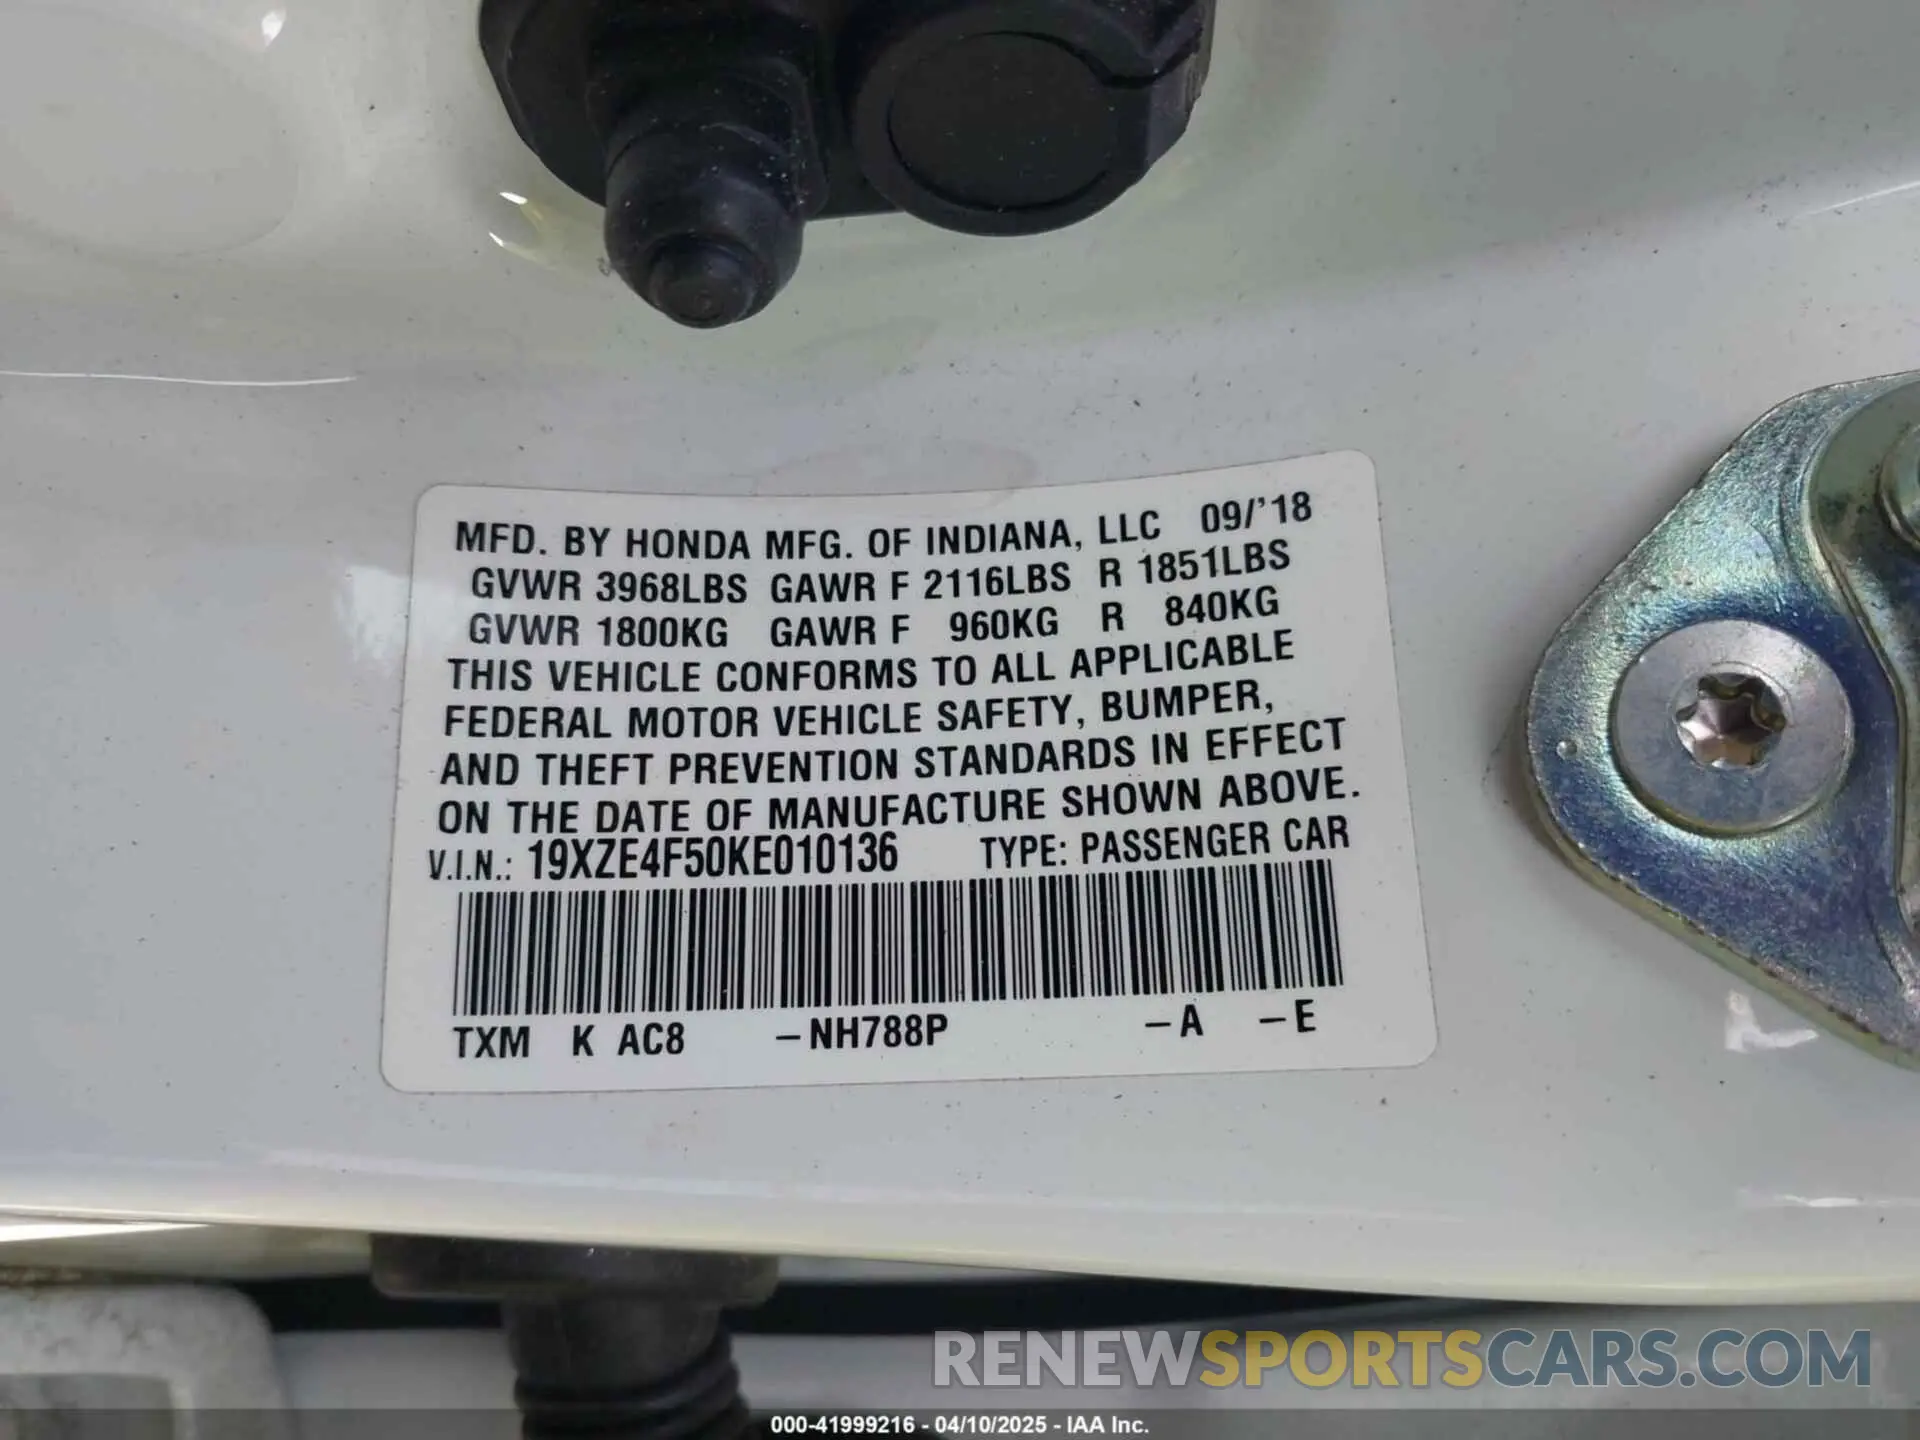 MFD. BY HONDA MFG. OF INDIANA, LLC 09/'18
GVWR 3968LBS GAWR F 2116LBS R 1851LBS
GVWR 1800KG GAWR F 960KG R 840KG
THIS VEHICLE CONFORMS TO ALL APPLICABLE
FEDERAL MOTOR VEHICLE SAFETY, BUMPER,
AND THEFT PREVENTION STANDARDS IN EFFECT
ON THE DATE OF MANUFACTURE SHOWN ABOVE.
V.I.N.: 19XZE4F50KE010136 TYPE: PASSENGER CAR
TXM K AC8 –NH788P –A –E
RENEWSPORTSCARS.COM
000-41999216 - 04/10/2025 - IAA Inc.